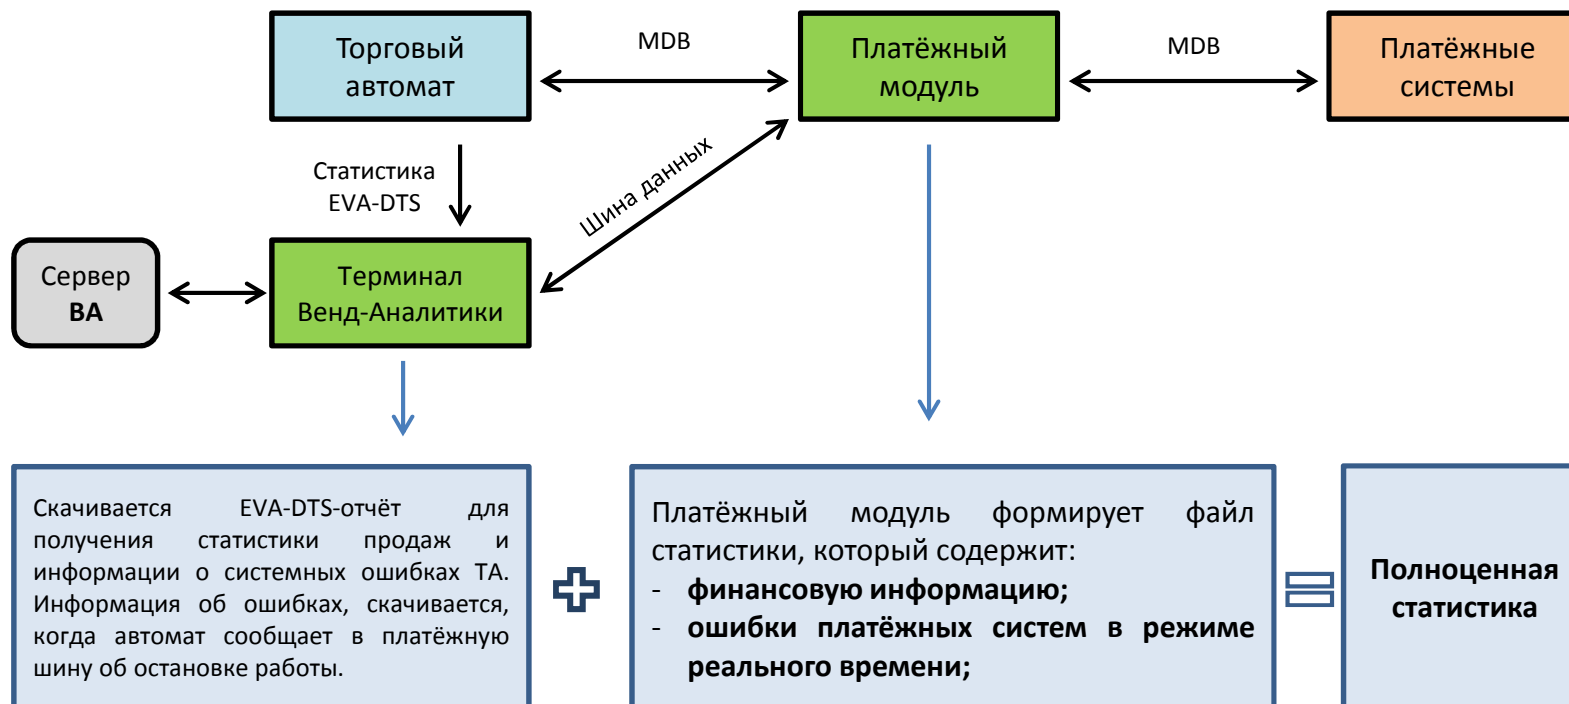 Торговый
автомат
MDB
Платёжный
модуль
MDB
Платёжные
системы
Статистика
EVA-DTS
Шина данных
Сервер
ВА
Терминал
Венд-Аналитики
Скачивается EVA-DTS-отчёт для
получения статистики продаж и
информации о системных ошибках ТА.
Информация об ошибках, скачивается,
когда автомат сообщает в платёжную
шину об остановке работы.
Платёжный модуль формирует файл
статистики, который содержит:
- финансовую информацию;
- ошибки платёжных систем в режиме
реального времени;
Полноценная
статистика